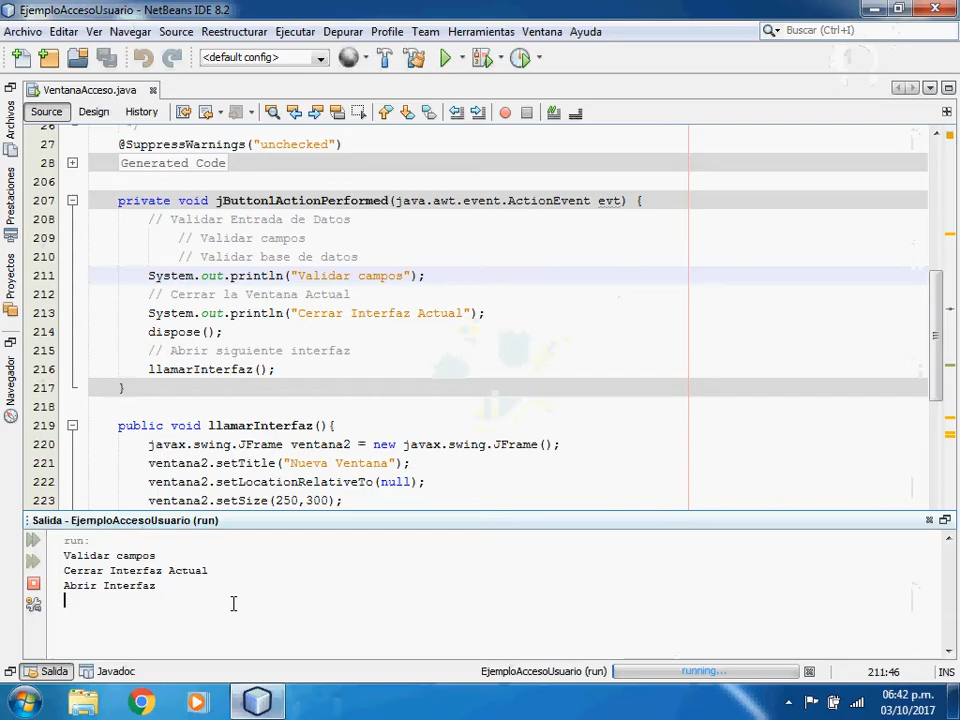 EjemploAccesoUsuario - NetBeans IDE 8.2
Archivo Editar Ver Navegar Source Reestructurar Ejecutar Depurar Profile Team Herramientas Ventana Ayuda
Buscar (Ctrl+I)
<default config>
VentanaAcceso.java
Source Design History
Archivos
Prestaciones
Proyectos
Navegador
26 */
27 @SuppressWarnings("unchecked")
28 Generated Code
206
207 private void jButton1ActionPerformed(java.awt.event.ActionEvent evt) {
208 // Validar Entrada de Datos
209 // Validar campos
210 // Validar base de datos
211 System.out.println("Validar campos");
212 // Cerrar la Ventana Actual
213 System.out.println("Cerrar Interfaz Actual");
214 dispose();
215 // Abrir siguiente interfaz
216 llamarInterfaz();
217 }
218
219 public void llamarInterfaz(){
220 javax.swing.JFrame ventana2 = new javax.swing.JFrame();
221 ventana2.setTitle("Nueva Ventana");
222 ventana2.setLocationRelativeTo(null);
223 ventana2.setSize(250,300);
Salida - EjemploAccesoUsuario (run)
run:
Validar campos
Cerrar Interfaz Actual
Abrir Interfaz
Salida Javadoc
EjemploAccesoUsuario (run) running... 211:46 INS
06:42 p.m.
03/10/2017